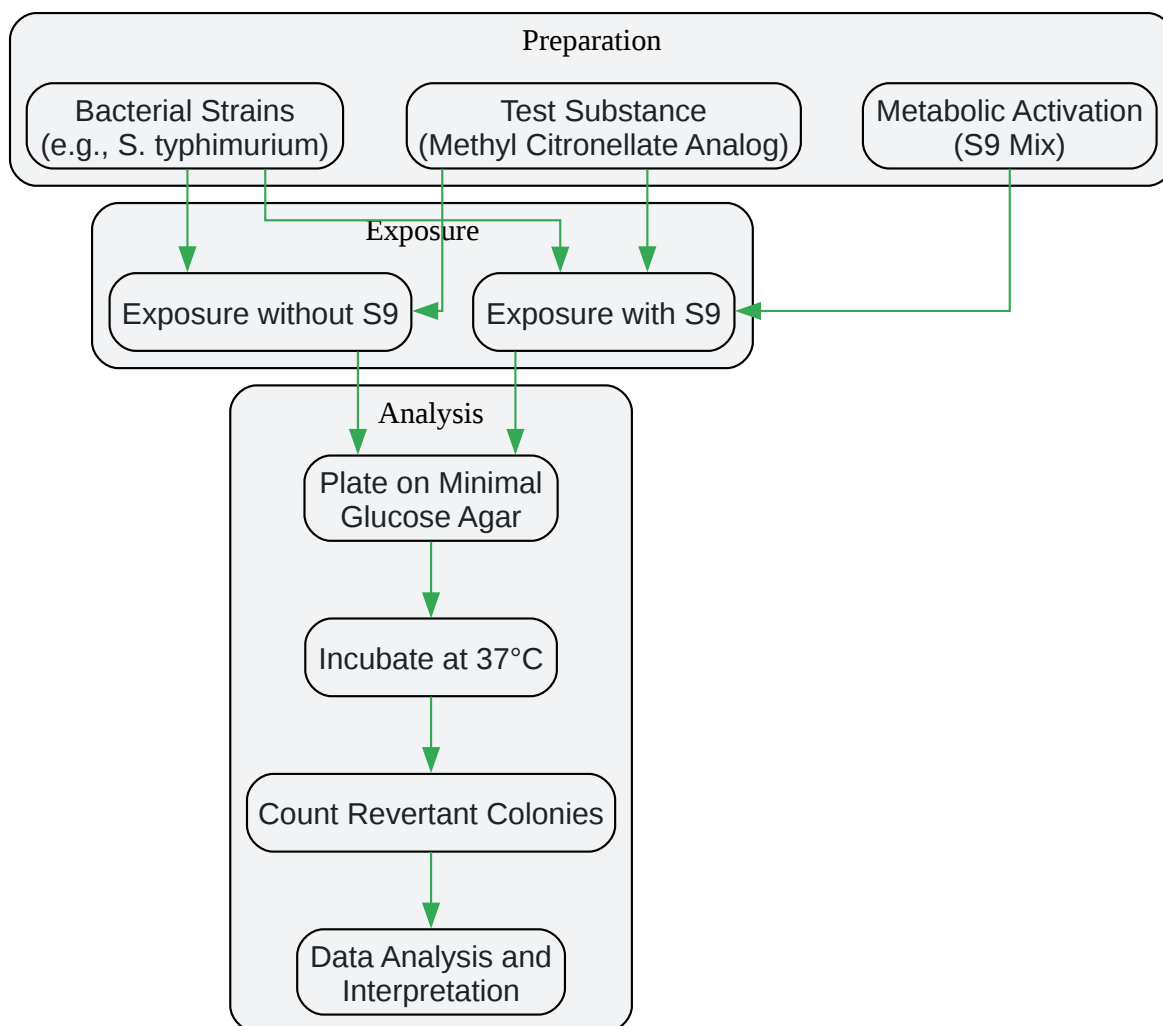 Preparation
Bacterial Strains
(e.g., S. typhimurium)
Test Substance
(Methyl Citronellate Analog)
Metabolic Activation
(S9 Mix)
Exposure
Exposure without S9
Exposure with S9
Analysis
Plate on Minimal
Glucose Agar
Incubate at 37°C
Count Revertant Colonies
Data Analysis and
Interpretation